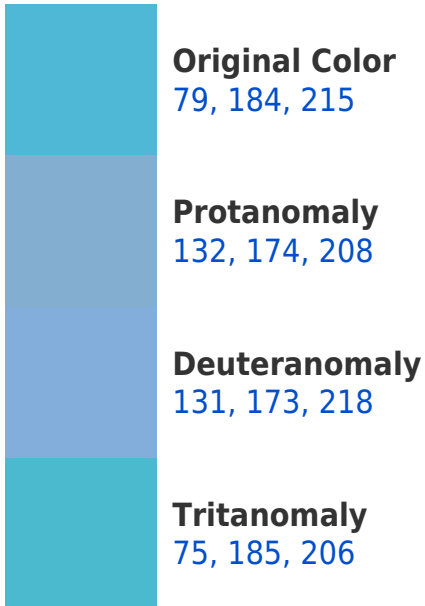 Original Color
79, 184, 215
Protanomaly
132, 174, 208
Deuteranomaly
131, 173, 218
Tritanomaly
75, 185, 206